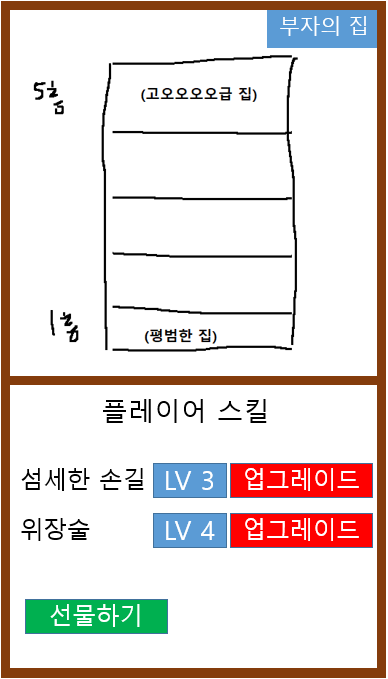 부자의 집
5층
(고오오오오급 집)
1층
(평범한 집)
플레이어 스킬
섬세한 손길 LV 3 업그레이드
위장술 LV 4 업그레이드
선물하기